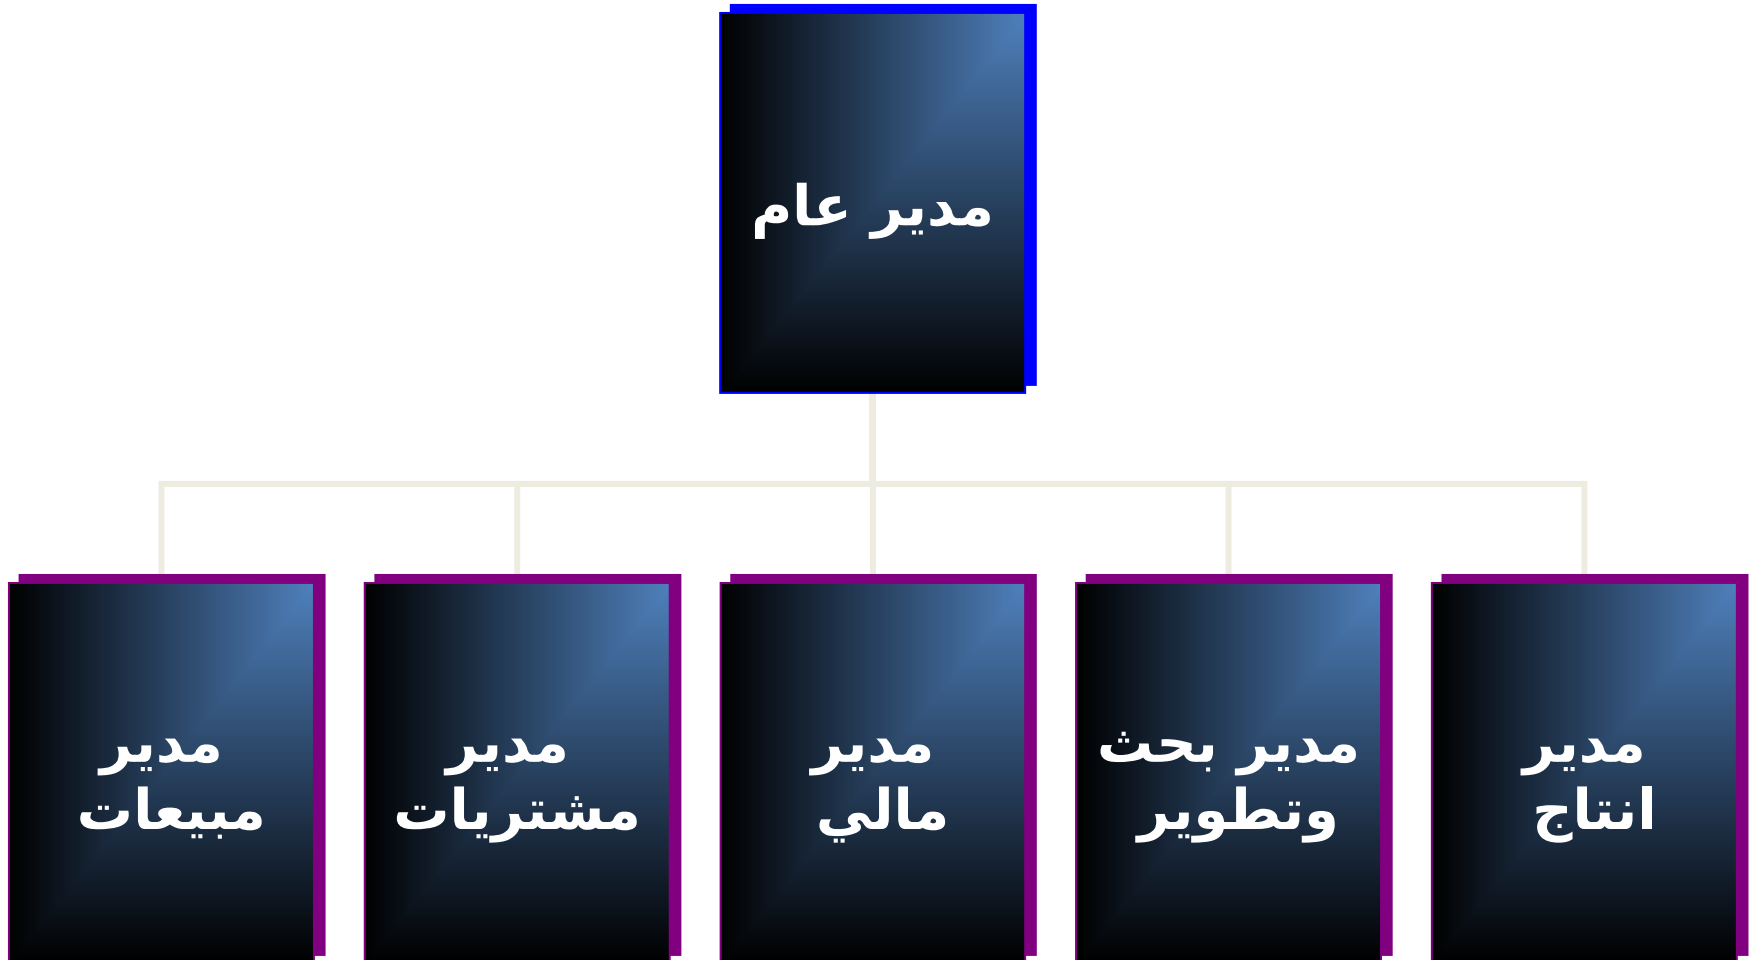 مدير عام
مدير
انتاج
مدير بحث
وتطوير
مدير
مالي
مدير
مشتريات
مدير
مبيعات